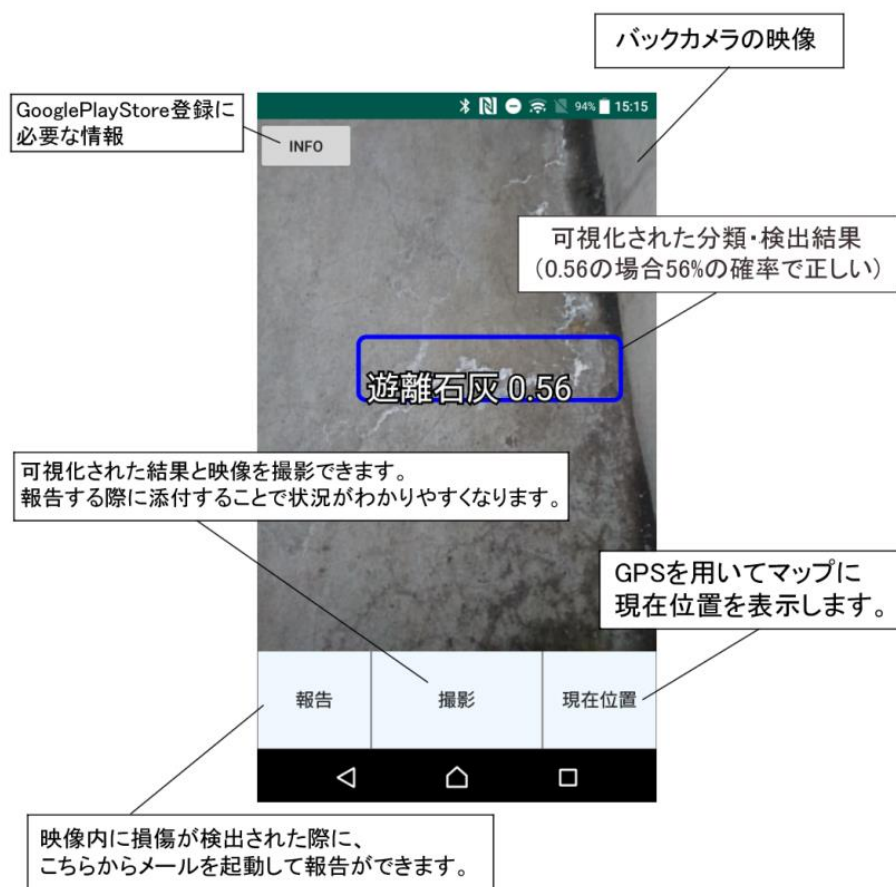 バックカメラの映像
GooglePlayStore登録に
必要な情報
94% 15:15
INFO
可視化された分類・検出結果
(0.56の場合56%の確率で正しい)
遊離石灰 0.56
可視化された結果と映像を撮影できます。
報告する際に添付することで状況がわかりやすくなります。
GPSを用いてマップに
現在位置を表示します。
報告 撮影 現在位置
映像内に損傷が検出された際に、
こちらからメールを起動して報告ができます。